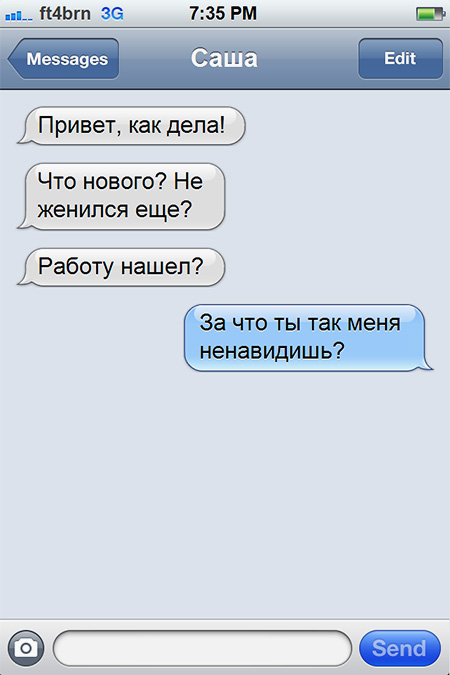 ft4brn 3G 7:35 PM
Messages Саша Edit
Привет, как дела!
Что нового? Не
женился еще?
Работу нашел?
За что ты так меня
ненавидишь?
Send